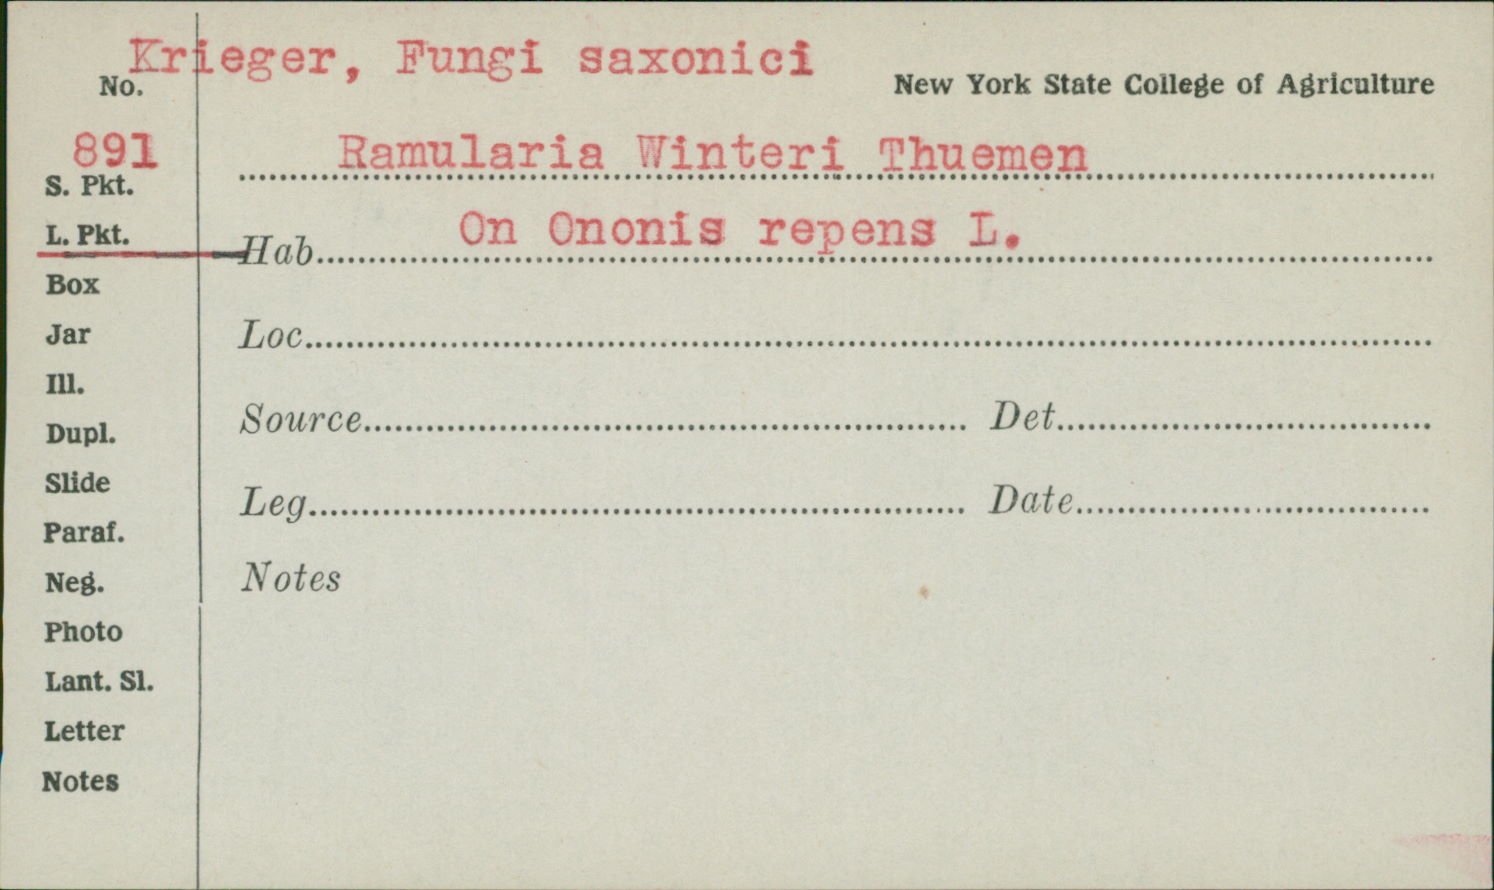 Krieger, Fungi saxonici
No.
New York State College of Agriculture
891
Ramularia Winteri Thuemen
S. Pkt.
On Ononis repens L.
L. Pkt.
Hab
Box
Jar
Loc
Ill.
Dupl.
Source Det
Slide
Leg Date
Paraf.
Neg.
Notes
Photo
Lant. Sl.
Letter
Notes